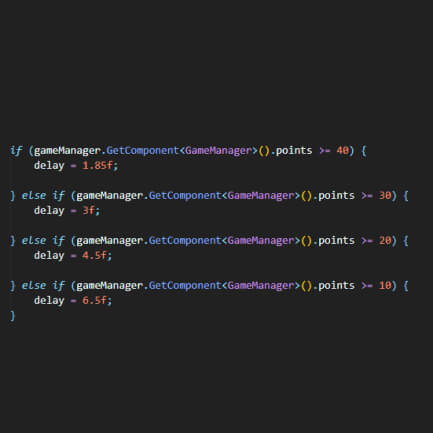 if (gameManager.GetComponent<GameManager>().points >= 40) {
delay = 1.85f;
} else if (gameManager.GetComponent<GameManager>().points >= 30) {
delay = 3f;
} else if (gameManager.GetComponent<GameManager>().points >= 20) {
delay = 4.5f;
} else if (gameManager.GetComponent<GameManager>().points >= 10) {
delay = 6.5f;
}